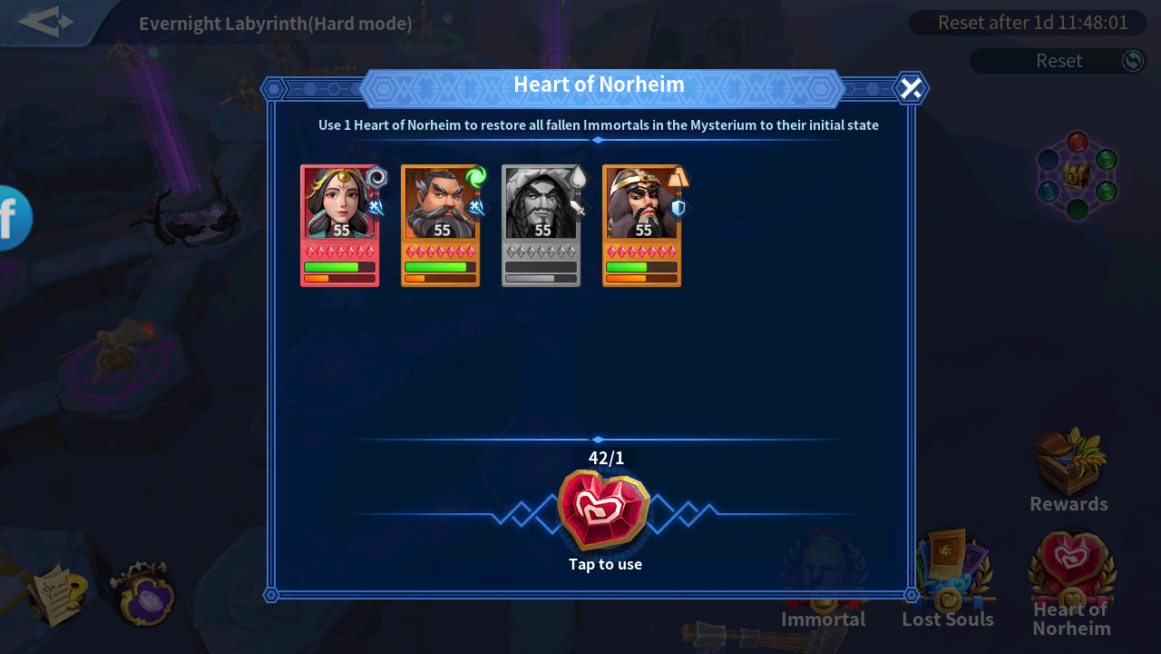 Evernight Labyrinth(Hard mode)
Reset after 1d 11:48:01
Reset
Heart of Norheim
Use 1 Heart of Norheim to restore all fallen Immortals in the Mysterium to their initial state
55
55
55
55
f
42/1
Tap to use
Rewards
Immortal
Lost Souls
Heart of
Norheim